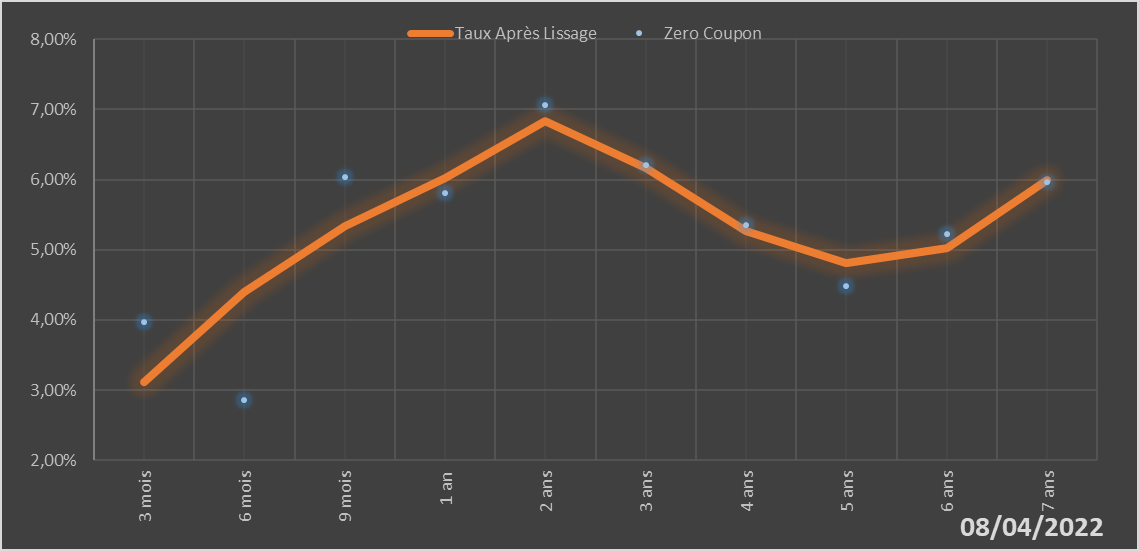 Taux Après Lissage Zero Coupon
8,00%
7,00%
6,00%
5,00%
4,00%
3,00%
2,00%
3 mois
6 mois
9 mois
1 an
2 ans
3 ans
4 ans
5 ans
6 ans
7 ans
08/04/2022